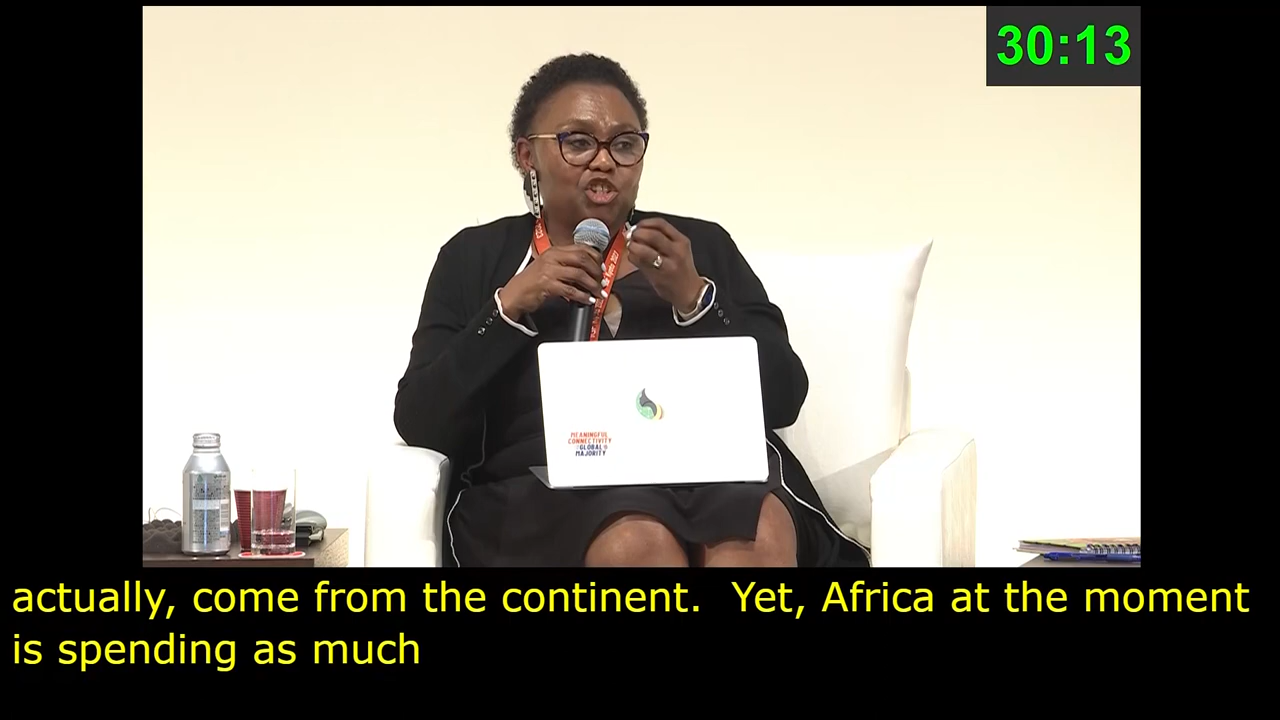 30:13
MEANINGFUL
CONNECTIVITY
GLOBAL
MAJORITY
actually, come from the continent.  Yet, Africa at the moment
is spending as much